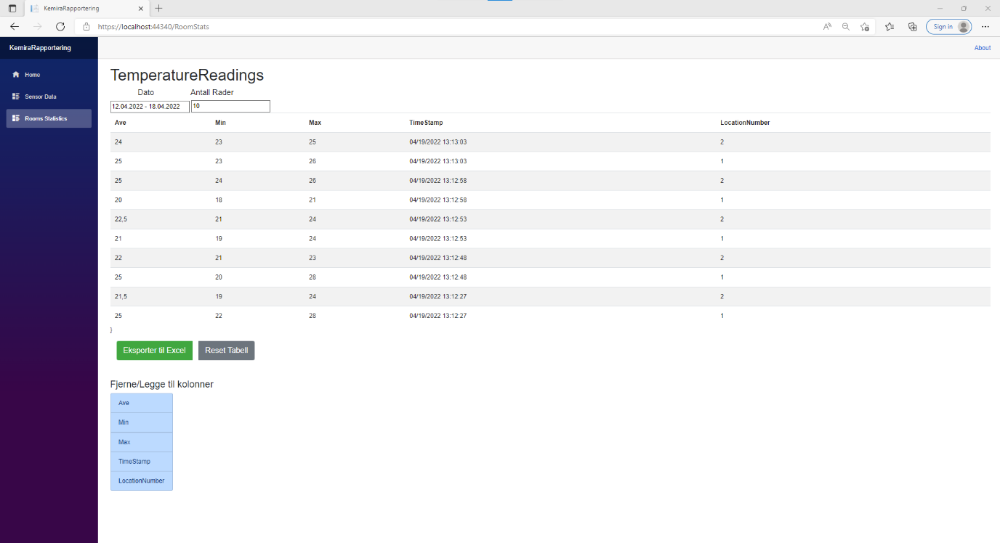 KemiraRapportering
https://localhost:44340/RoomStats
Sign in
KemiraRapportering
About
Home
Sensor Data
Rooms Statistics
TemperatureReadings
Dato Antall Rader
12.04.2022 - 18.04.2022 10
Ave Min Max TimeStamp LocationNumber
24 23 25 04/19/2022 13:13:03 2
25 23 26 04/19/2022 13:13:03 1
25 24 26 04/19/2022 13:12:58 2
20 18 21 04/19/2022 13:12:58 1
22,5 21 24 04/19/2022 13:12:53 2
21 19 24 04/19/2022 13:12:53 1
22 21 23 04/19/2022 13:12:48 2
25 20 28 04/19/2022 13:12:48 1
21,5 19 24 04/19/2022 13:12:27 2
25 22 28 04/19/2022 13:12:27 1
}
Eksporter til Excel Reset Tabell
Fjerne/Legge til kolonner
Ave
Min
Max
TimeStamp
LocationNumber